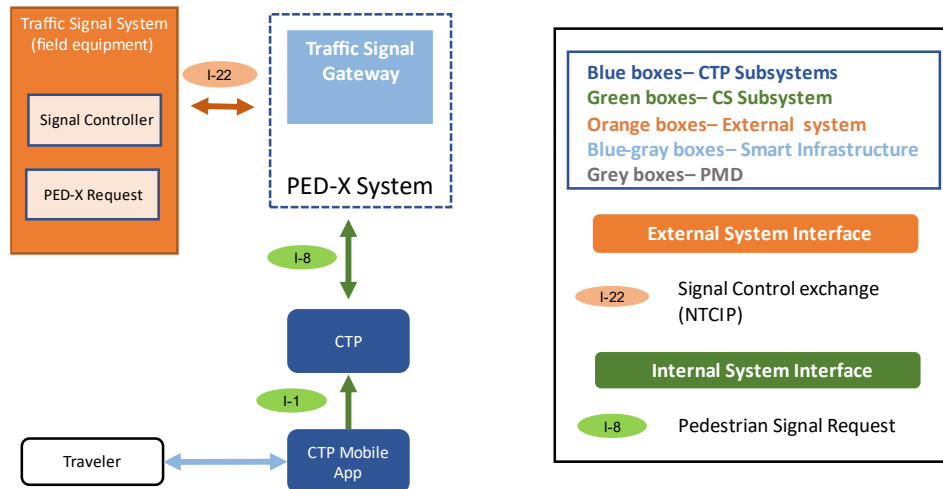 Traffic Signal System
(field equipment)
Signal Controller
PED-X Request
I-22
Traffic Signal
Gateway
PED-X System
I-8
CTP
I-1
CTP Mobile
App
Traveler
Blue boxes– CTP Subsystems
Green boxes– CS Subsystem
Orange boxes– External  system
Blue-gray boxes– Smart Infrastructure
Grey boxes– PMD
External System Interface
I-22
Signal Control exchange
(NTCIP)
Internal System Interface
I-8
Pedestrian Signal Request